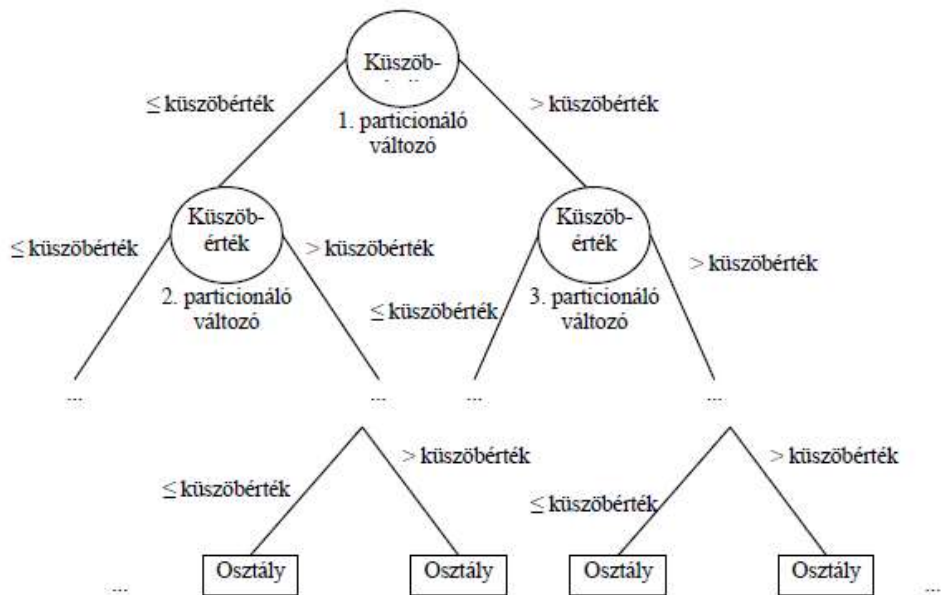 Küszöb-
≤ küszöbérték
> küszöbérték
1. particionáló
változó
Küszöb-
érték
Küszöb-
érték
≤ küszöbérték
> küszöbérték
> küszöbérték
2. particionáló
változó
≤ küszöbérték
3. particionáló
változó
...
...
...
...
> küszöbérték
> küszöbérték
≤ küszöbérték
≤ küszöbérték
Osztály
Osztály
Osztály
Osztály
...
...